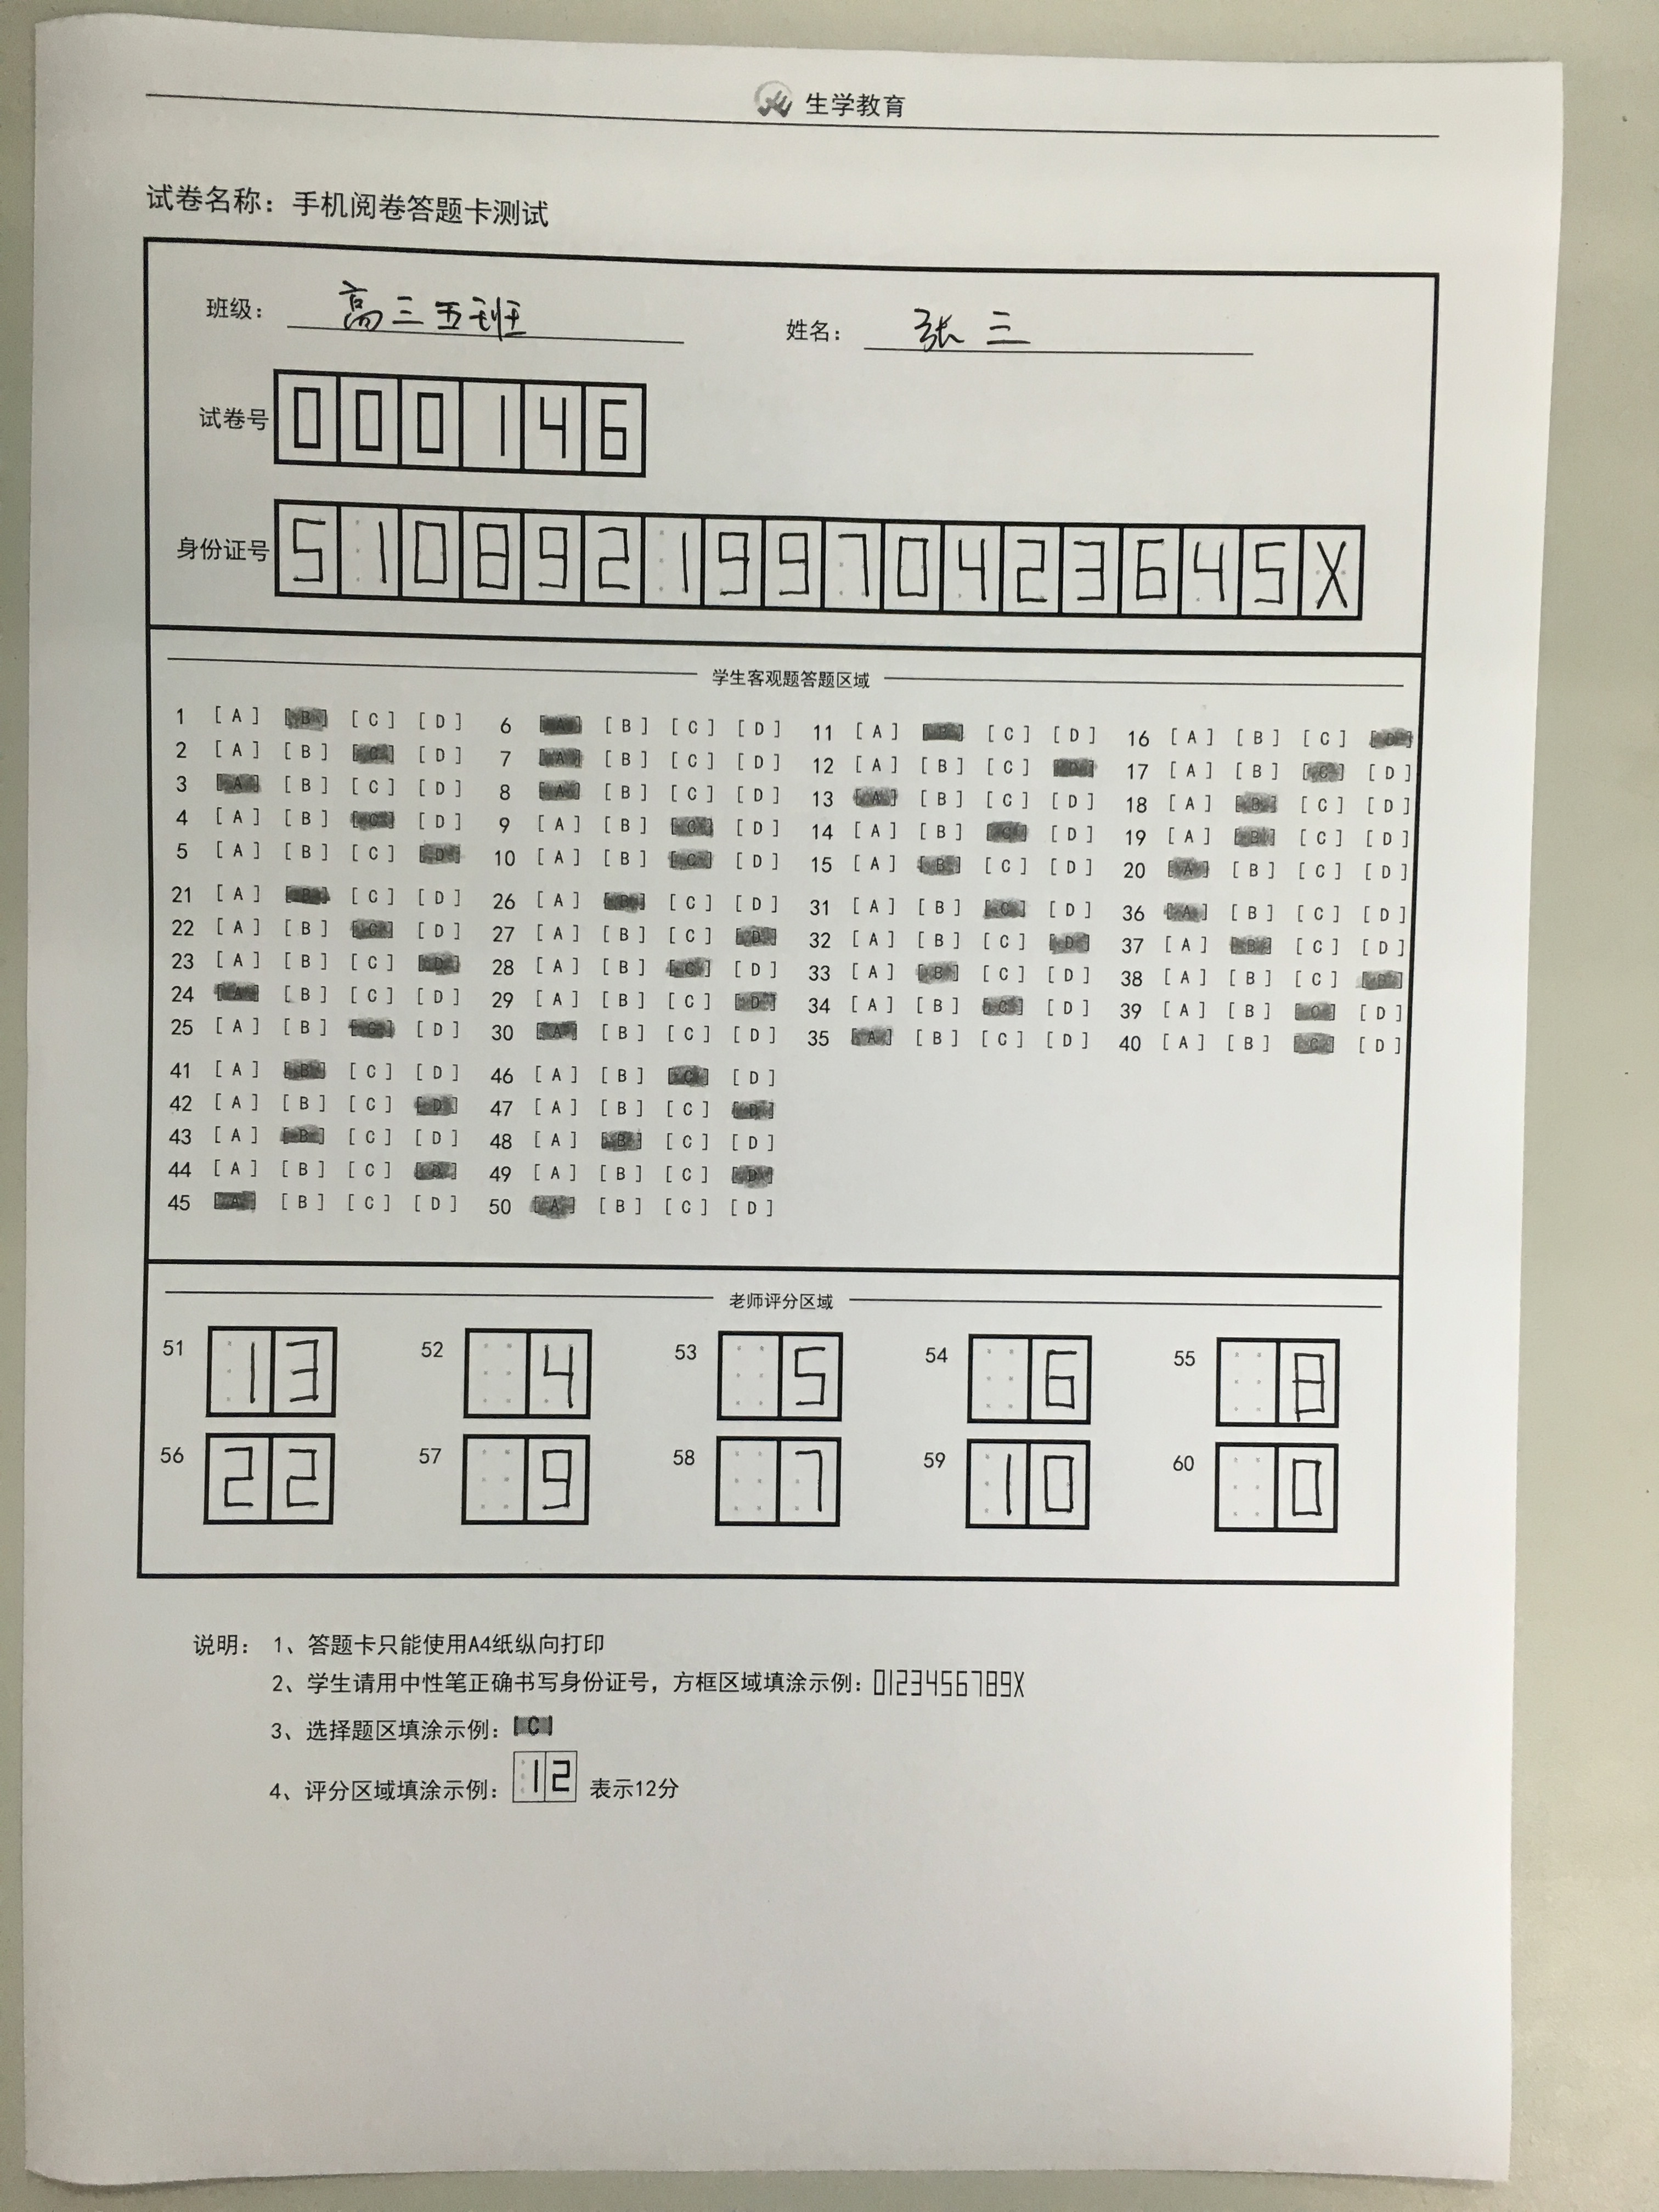 生学教育
试卷名称：手机阅卷答题卡测试
班级： 高三五班 姓名： 张三
试卷号 000146
身份证号 51089219970423645X
学生客观题答题区域
1 [A] [B] [C] [D] 6 [A] [B] [C] [D] 11 [A] [B] [C] [D] 16 [A] [B] [C] [D]
2 [A] [B] [C] [D] 7 [A] [B] [C] [D] 12 [A] [B] [C] [D] 17 [A] [B] [C] [D]
3 [A] [B] [C] [D] 8 [A] [B] [C] [D] 13 [A] [B] [C] [D] 18 [A] [B] [C] [D]
4 [A] [B] [C] [D] 9 [A] [B] [C] [D] 14 [A] [B] [C] [D] 19 [A] [B] [C] [D]
5 [A] [B] [C] [D] 10 [A] [B] [C] [D] 15 [A] [B] [C] [D] 20 [A] [B] [C] [D]
21 [A] [B] [C] [D] 26 [A] [B] [C] [D] 31 [A] [B] [C] [D] 36 [A] [B] [C] [D]
22 [A] [B] [C] [D] 27 [A] [B] [C] [D] 32 [A] [B] [C] [D] 37 [A] [B] [C] [D]
23 [A] [B] [C] [D] 28 [A] [B] [C] [D] 33 [A] [B] [C] [D] 38 [A] [B] [C] [D]
24 [A] [B] [C] [D] 29 [A] [B] [C] [D] 34 [A] [B] [C] [D] 39 [A] [B] [C] [D]
25 [A] [B] [C] [D] 30 [A] [B] [C] [D] 35 [A] [B] [C] [D] 40 [A] [B] [C] [D]
41 [A] [B] [C] [D] 46 [A] [B] [C] [D]
42 [A] [B] [C] [D] 47 [A] [B] [C] [D]
43 [A] [B] [C] [D] 48 [A] [B] [C] [D]
44 [A] [B] [C] [D] 49 [A] [B] [C] [D]
45 [A] [B] [C] [D] 50 [A] [B] [C] [D]
老师评分区域
51 13 52 4 53 5 54 6 55 8
56 22 57 9 58 7 59 10 60 0
说明： 1、答题卡只能使用A4纸纵向打印
2、学生请用中性笔正确书写身份证号，方框区域填涂示例：0123456789X
3、选择题区填涂示例：[C]
4、评分区域填涂示例：12 表示12分